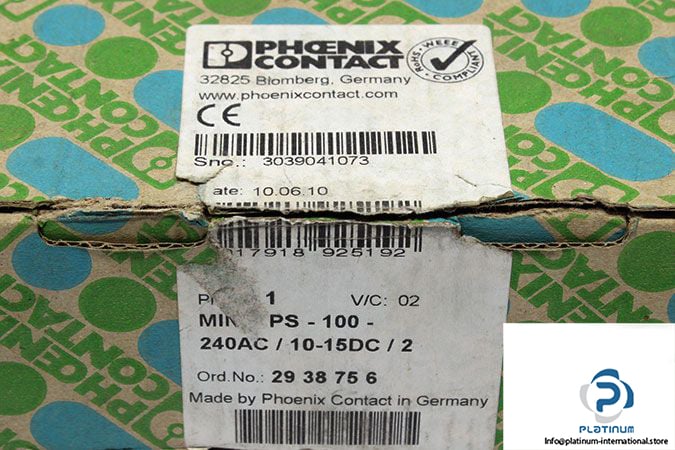 PHOENIX
CONTACT
RoHS WEEE
COMPLIANT
32825 Blomberg, Germany
www.phoenixcontact.com
CE
Sno.: 3039041073
ate: 10.06.10
017918 925192
1 V/C: 02
PS - 100 -
240AC / 10-15DC / 2
Ord.No.: 29 38 75 6
Made by Phoenix Contact in Germany
PLATINUM
Info@platinum-international.store